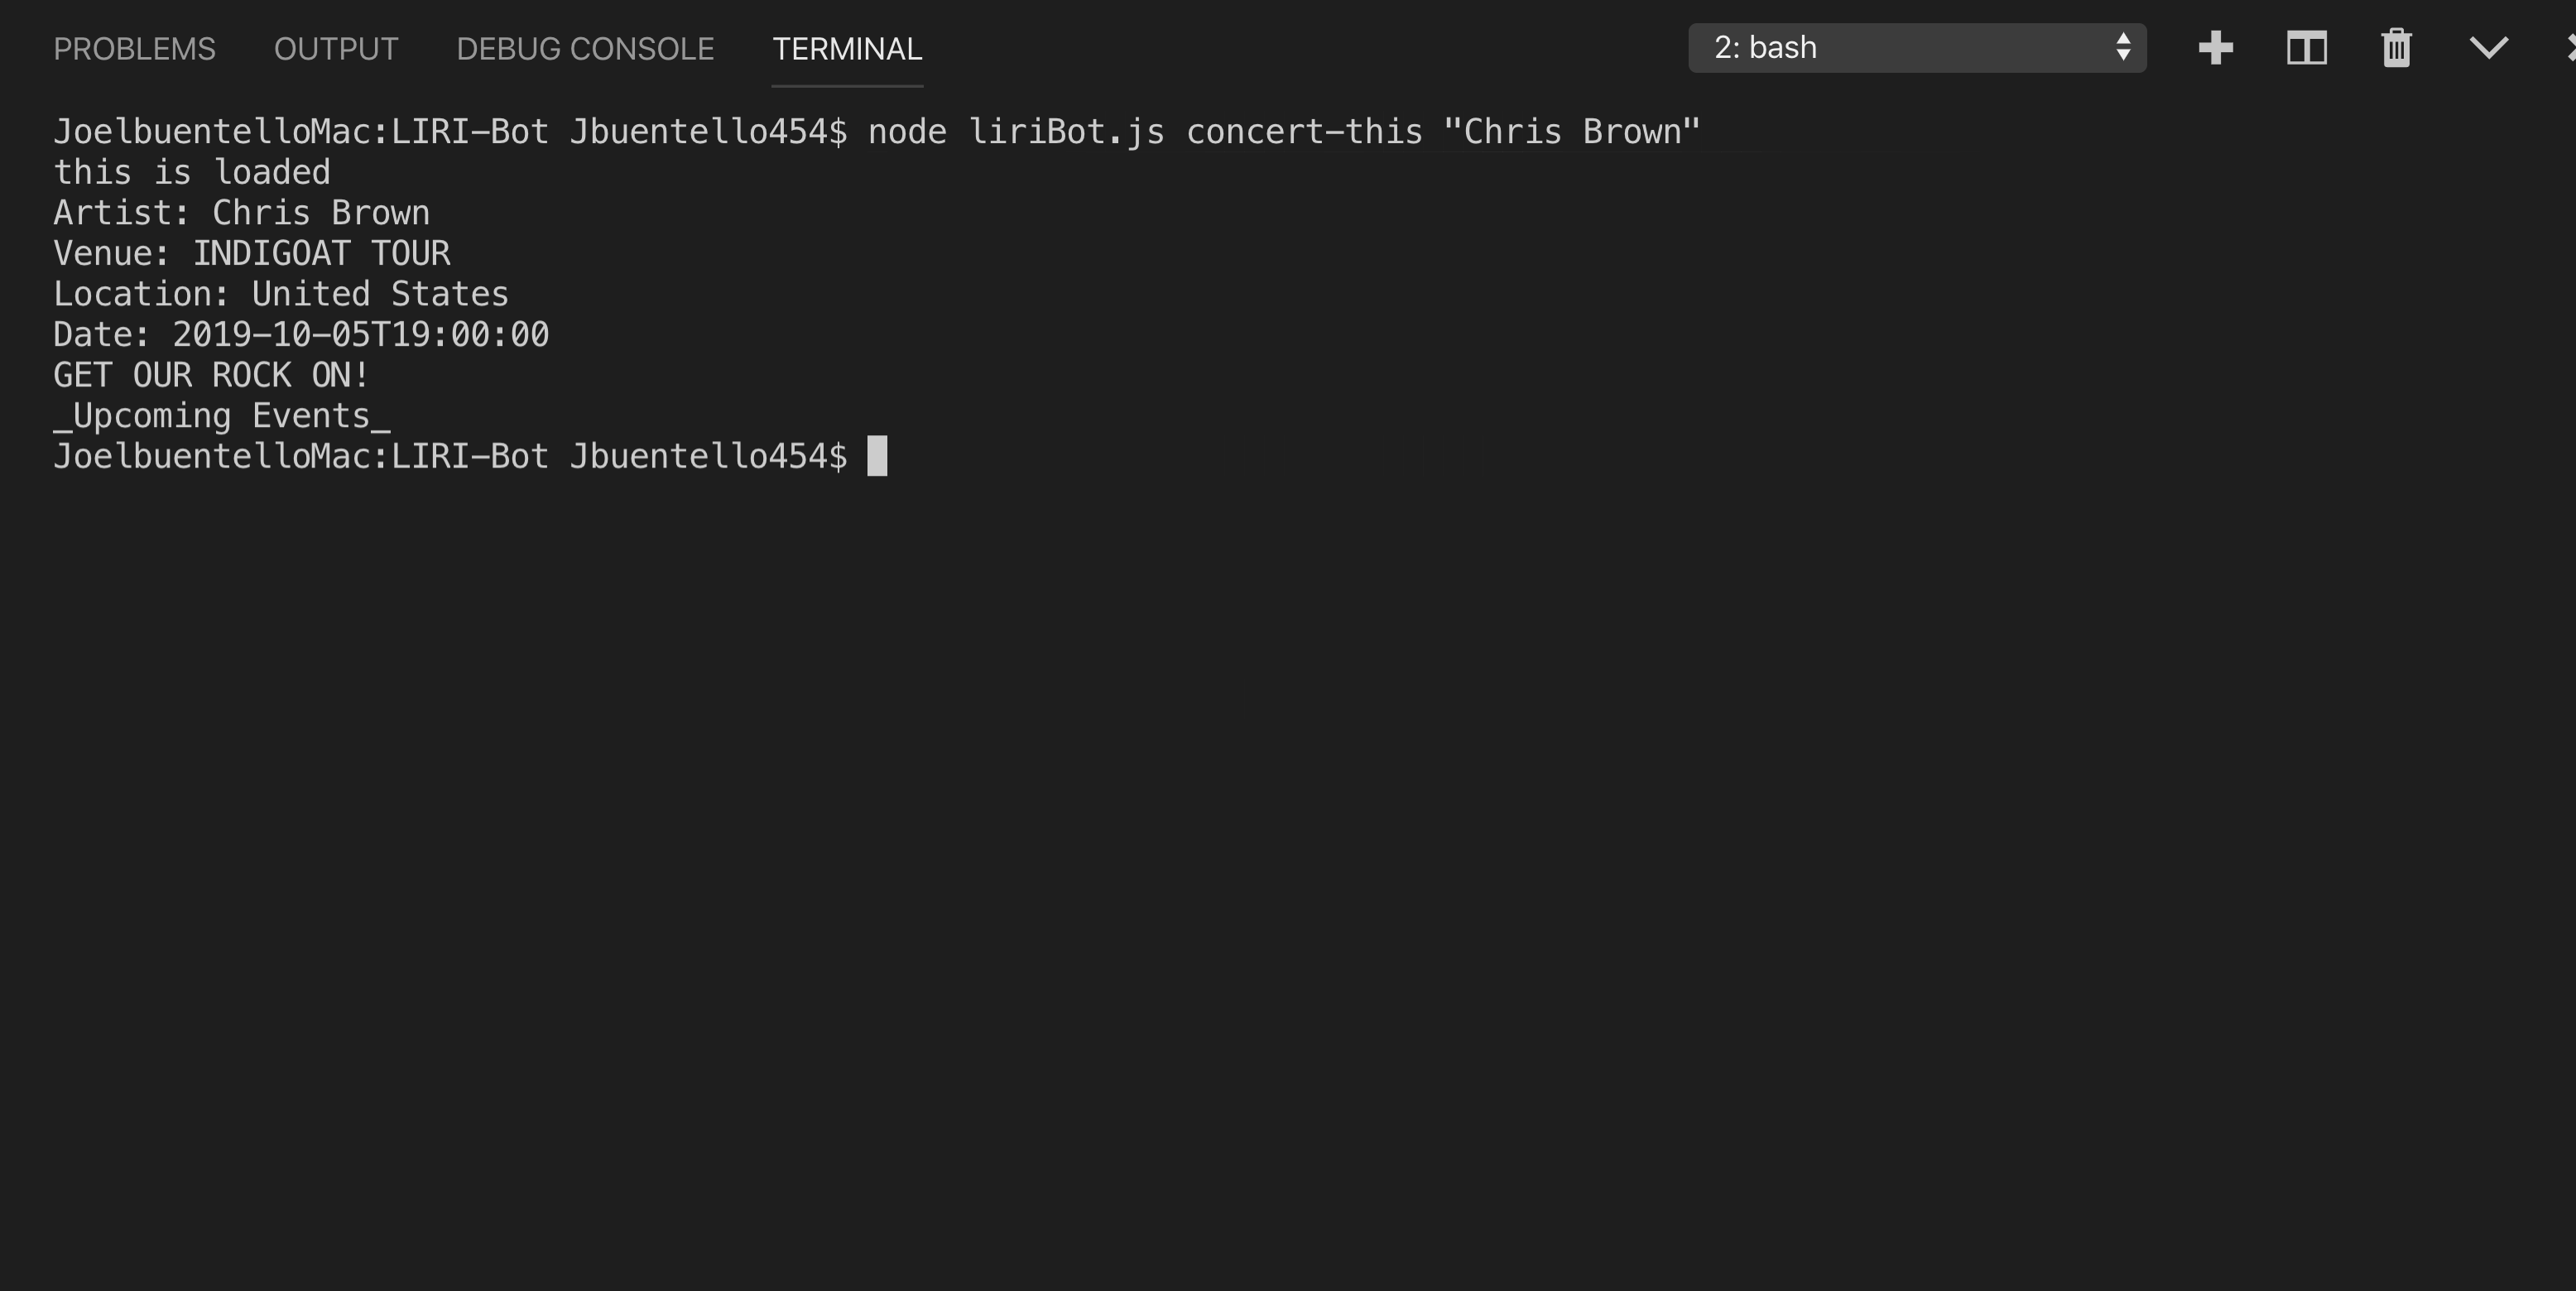 PROBLEMS OUTPUT DEBUG CONSOLE TERMINAL 2: bash
JoelbuentelloMac:LIRI-Bot Jbuentello454$ node liriBot.js concert-this "Chris Brown"
this is loaded
Artist: Chris Brown
Venue: INDIGOAT TOUR
Location: United States
Date: 2019-10-05T19:00:00
GET OUR ROCK ON!
_Upcoming Events_
JoelbuentelloMac:LIRI-Bot Jbuentello454$